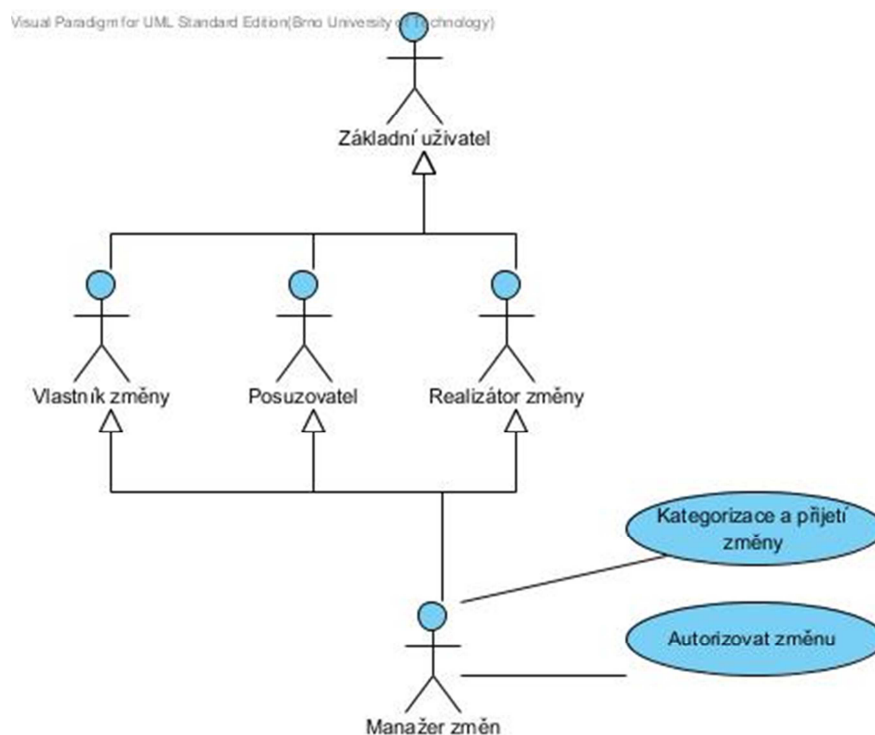 Visual Paradigm for UML Standard Edition(Brno University of Technology)
Základní uživatel
Vlastník změny
Posuzovatel
Realizátor změny
Kategorizace a přijetí
změny
Autorizovat změnu
Manažer změn